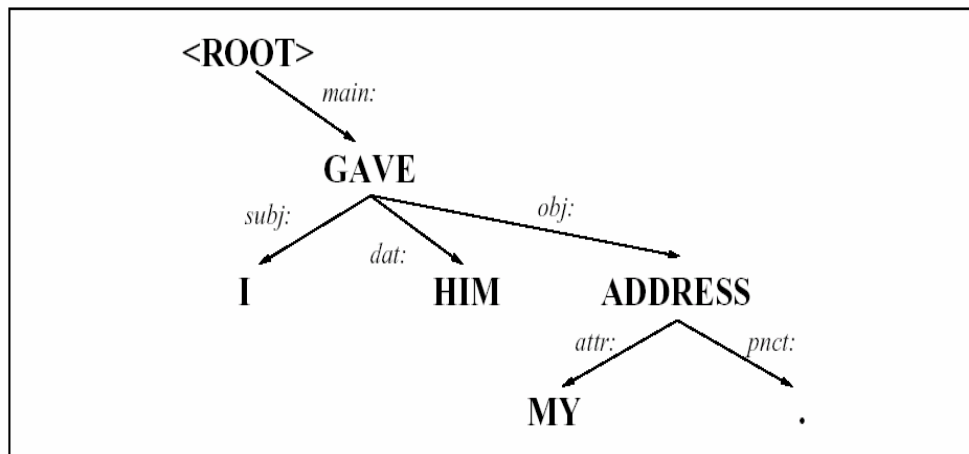 <ROOT>
main:
GAVE
subj:
dat:
obj:
I
HIM
ADDRESS
attr:
pnct:
MY
.